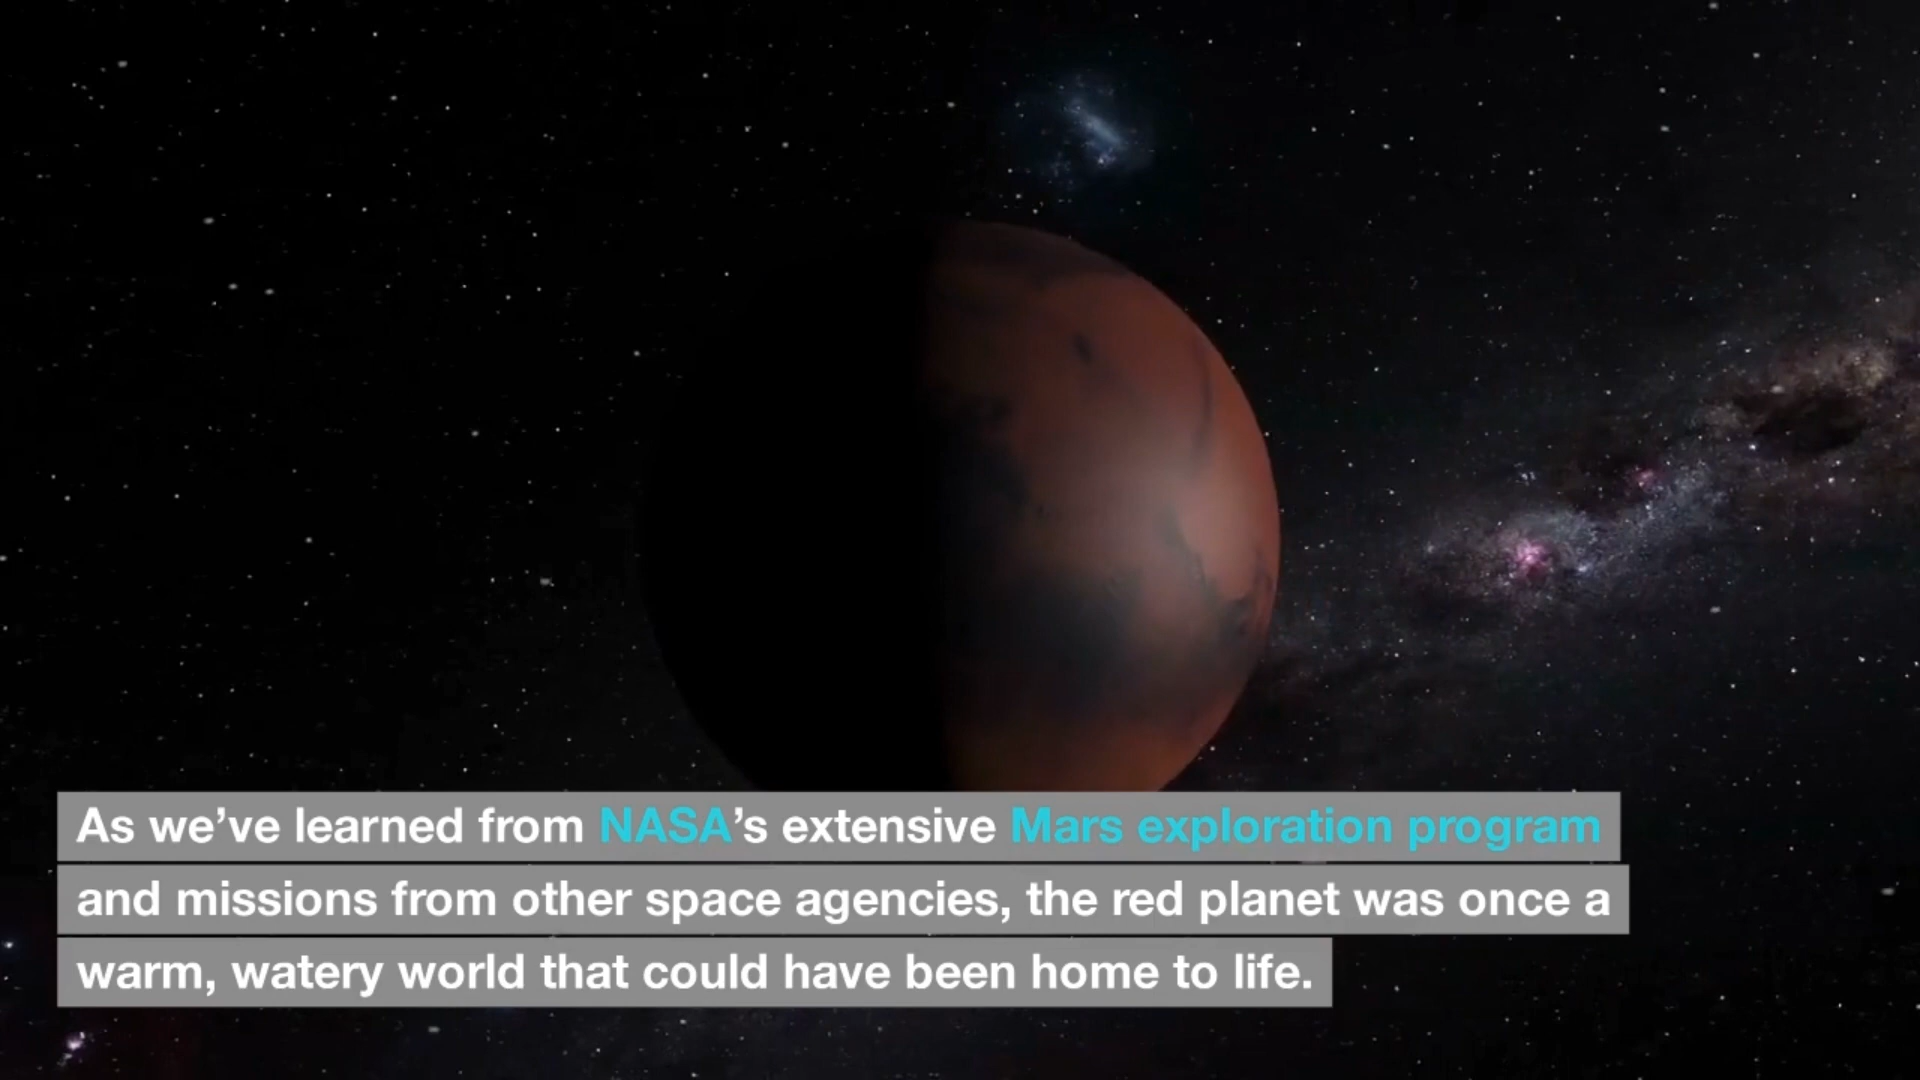 As we’ve learned from NASA’s extensive Mars exploration program
and missions from other space agencies, the red planet was once a
warm, watery world that could have been home to life.